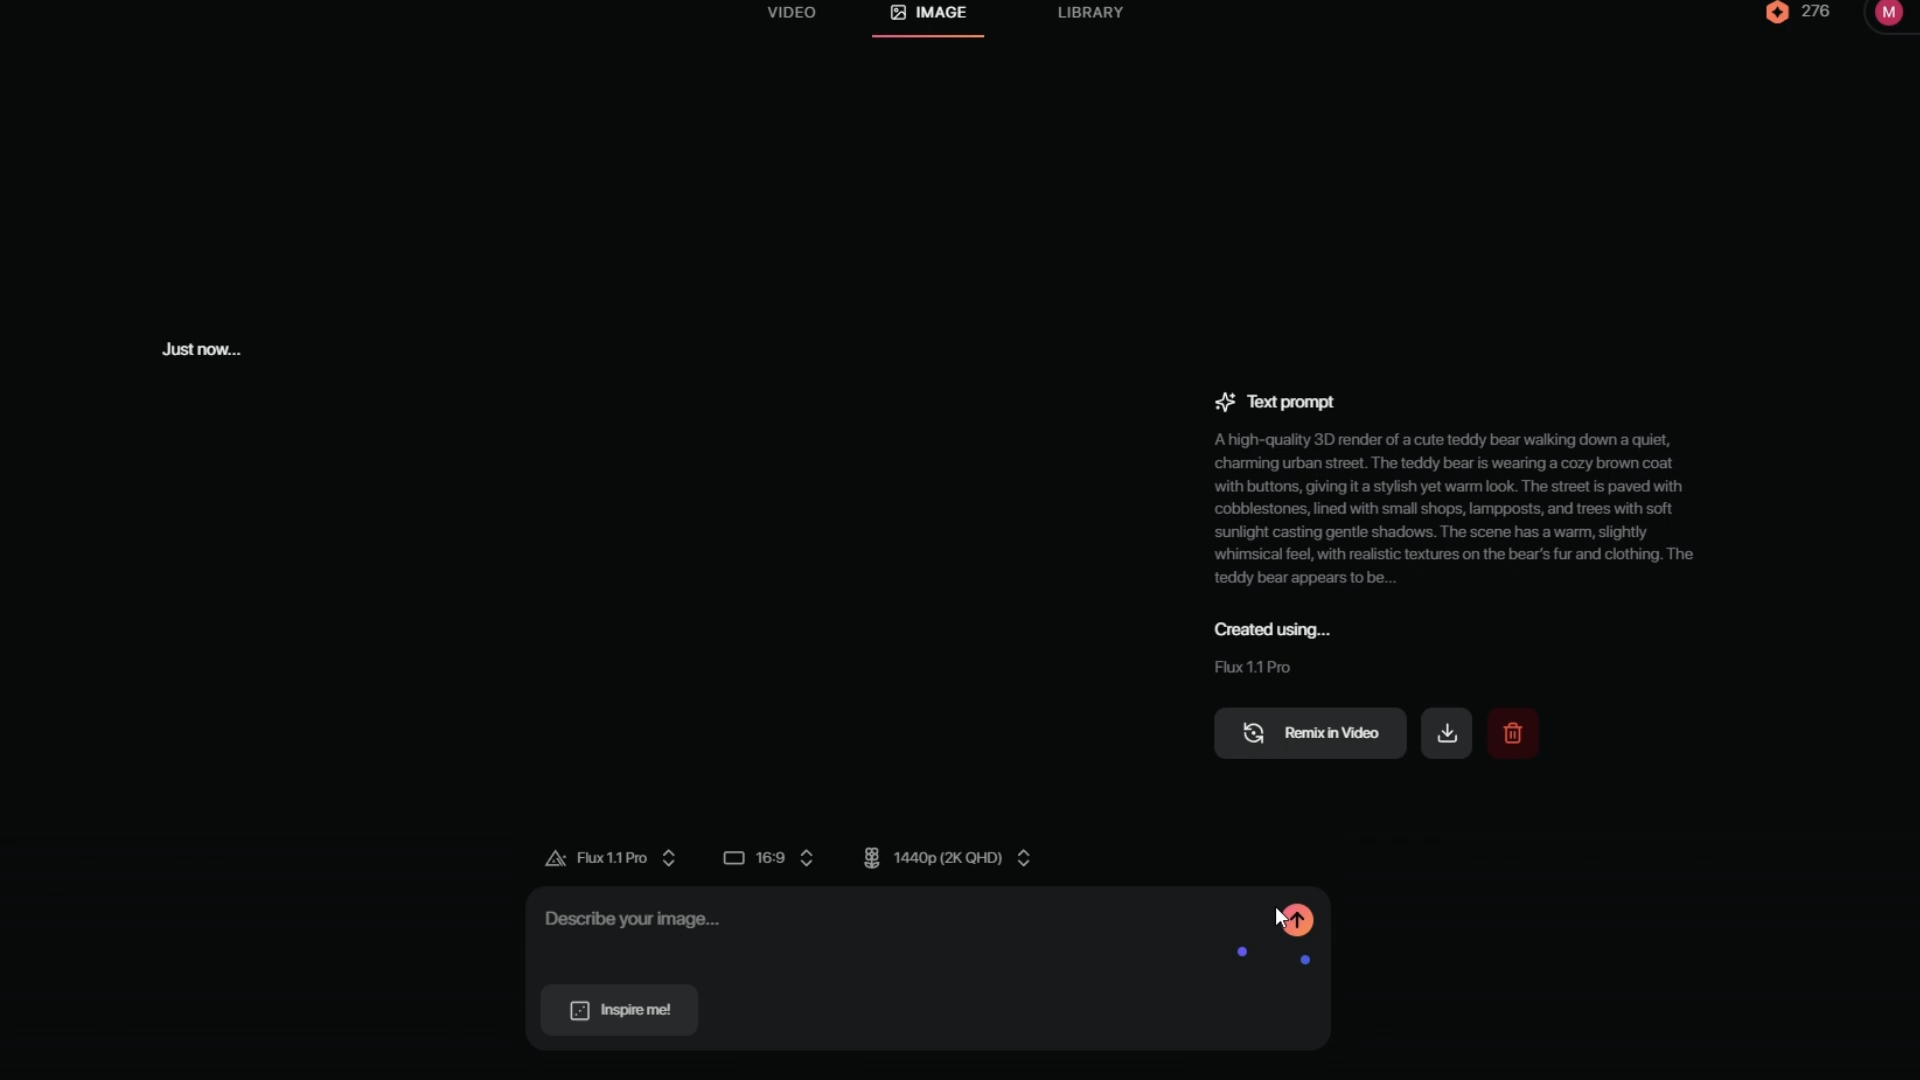 VIDEO
IMAGE
LIBRARY
276
M
Just now...
Text prompt
A high-quality 3D render of a cute teddy bear walking down a quiet,
charming urban street. The teddy bear is wearing a cozy brown coat
with buttons, giving it a stylish yet warm look. The street is paved with
cobblestones, lined with small shops, lampposts, and trees with soft
sunlight casting gentle shadows. The scene has a warm, slightly
whimsical feel, with realistic textures on the bear's fur and clothing. The
teddy bear appears to be...
Created using...
Flux 1.1 Pro
Remix in Video
Flux 1.1 Pro
16:9
1440p (2K QHD)
Describe your image...
Inspire me!